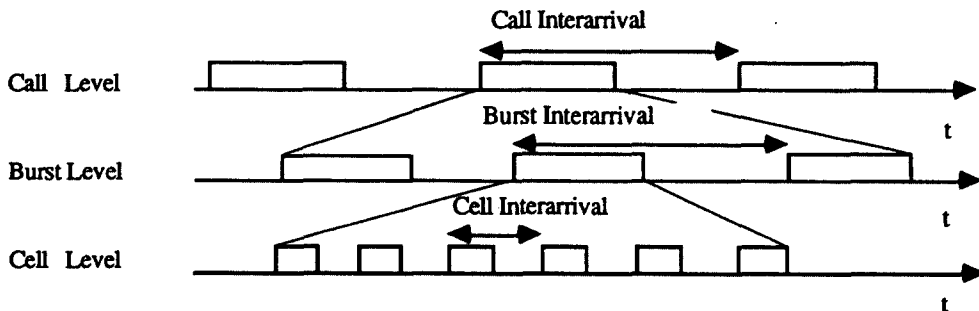 Call Interarrival
Call Level
t
Burst Interarrival
Burst Level
t
Cell Interarrival
Cell Level
t